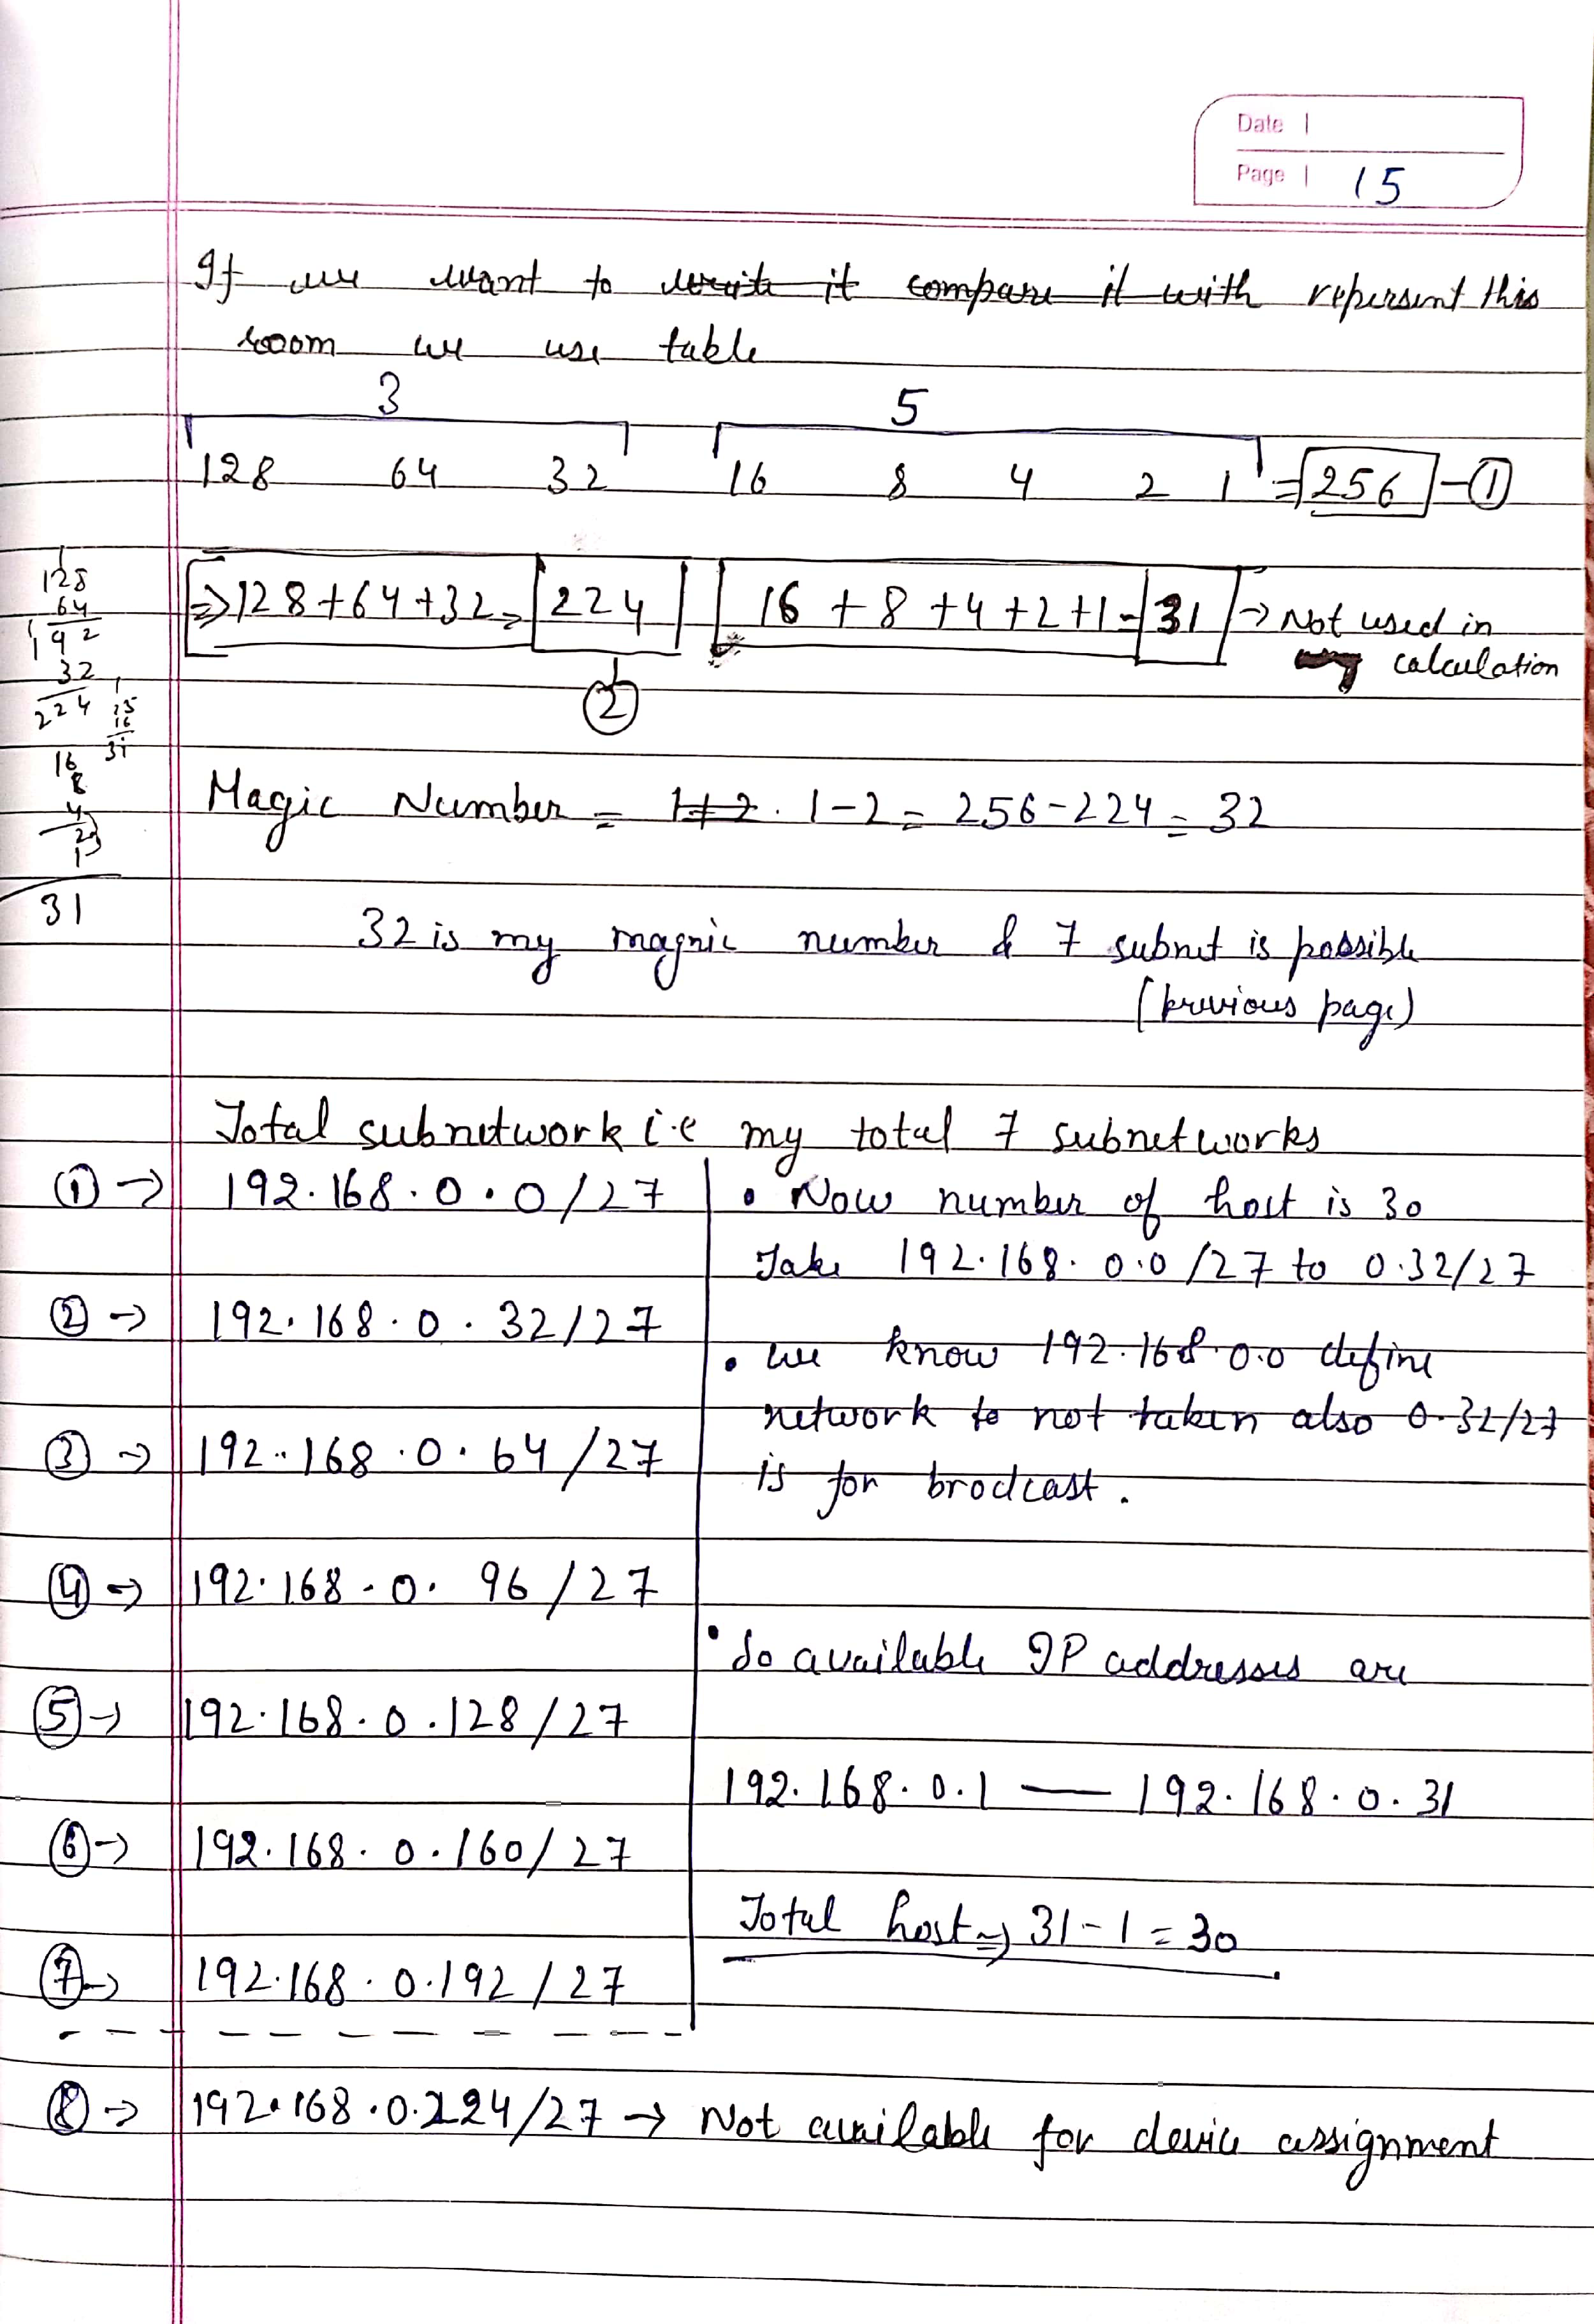 Date
Page 15
If we want to write it compare it with repersent this
room we use table
3 5
128 64 32 16 8 4 2 1 = 256 - ①
⇒ 128+64+32= 224 16 + 8 +4+2+1= 31 → Not used in
calculation
②
128
64
192
32
224
15
16
31
16
8
4
2
1
31
Magic Number = 1+2. 1-2 = 256-224 = 32
32 is my magnic number & 7 subnet is possible
(previous page)
Total subnetwork i.e my total 7 subnetworks
① → 192.168.0.0/27
② → 192.168.0.32/27
③ → 192.168.0.64/27
④ → 192.168.0.96/27
⑤ → 192.168.0.128/27
⑥ → 192.168.0.160/27
⑦ → 192.168.0.192/27
• Now number of host is 30
Take 192.168.0.0/27 to 0.32/27
• we know 192.168.0.0 define
network to not taken also 0.32/27
is for brodcast.
• So available IP addresses are
192.168.0.1 — 192.168.0.31
Total host ⇒ 31-1=30
⑧ → 192.168.0.224/27 → Not available for device assignment